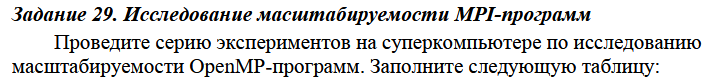 Задание 29. Исследование масштабируемости MPI-программ
Проведите серию экспериментов на суперкомпьютере по исследованию
масштабируемости OpenMP-программ. Заполните следующую таблицу: